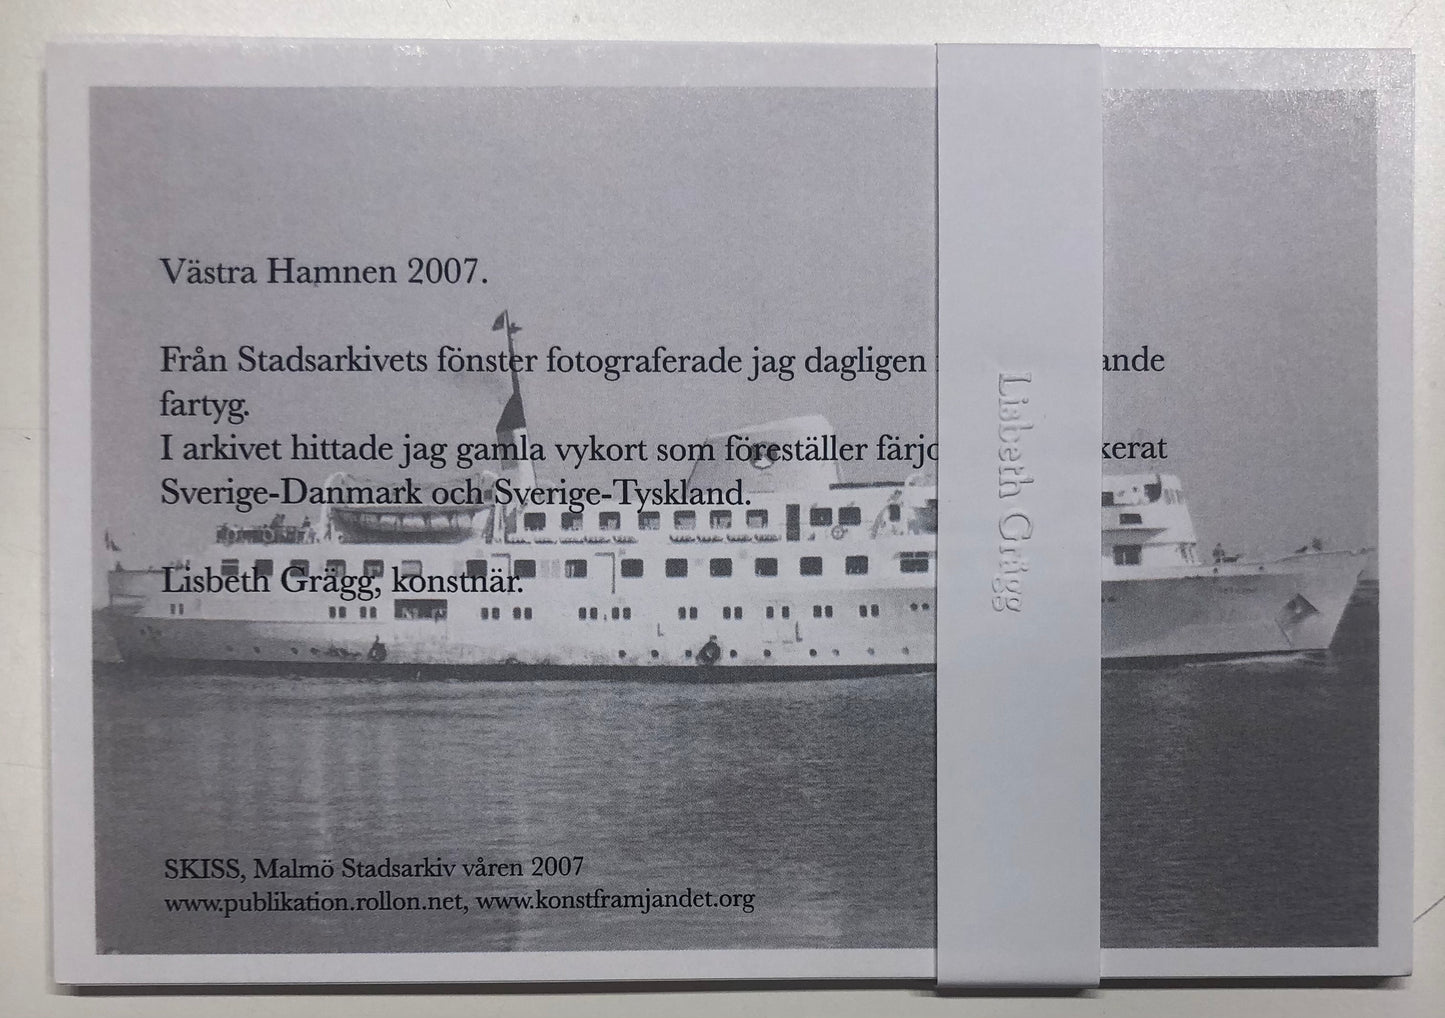 Västra Hamnen 2007.
Från Stadsarkivets fönster fotograferade jag dagligen ande
fartyg.
I arkivet hittade jag gamla vykort som föreställer kerat
Sverige-Danmark och Sverige-Tyskland.
Lisbeth Grägg, konstnär.
SKISS, Malmö Stadsarkiv våren 2007
www.publikation.rollon.net, www.konstframjandet.org
Lisbeth Grägg